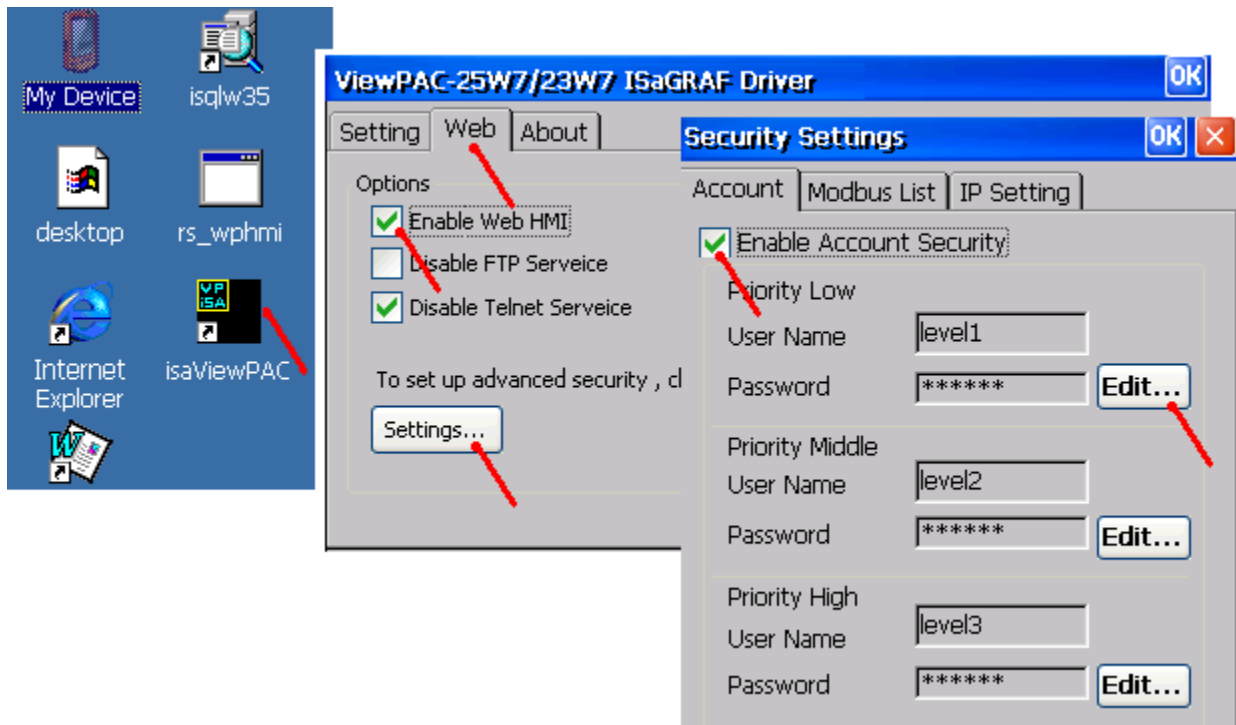 My Device
isqlw35
desktop
rs_wphmi
Internet
Explorer
VP
iSA
isaViewPAC
W
ViewPAC-25W7/23W7 ISaGRAF Driver
OK
Setting
Web
About
Options
Enable Web HMI
Disable FTP Serveice
Disable Telnet Serveice
To set up advanced security , cl
Settings...
Security Settings
OK
Account
Modbus List
IP Setting
Enable Account Security
Priority Low
User Name
level1
Password
******
Edit...
Priority Middle
User Name
level2
Password
******
Edit...
Priority High
User Name
level3
Password
******
Edit...